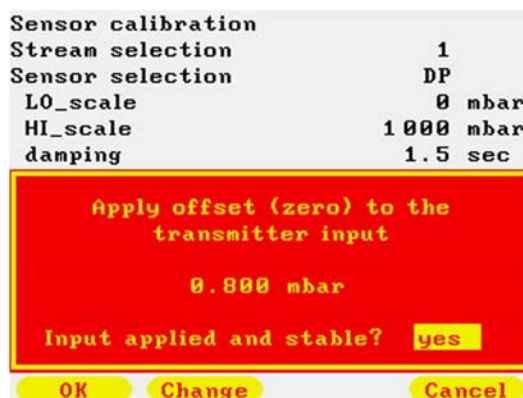 Sensor calibration
Stream selection 1
Sensor selection DP
LO_scale 0 mbar
HI_scale 1000 mbar
damping 1.5 sec
Apply offset (zero) to the
transmitter input
0.800 mbar
Input applied and stable? yes
OK Change Cancel